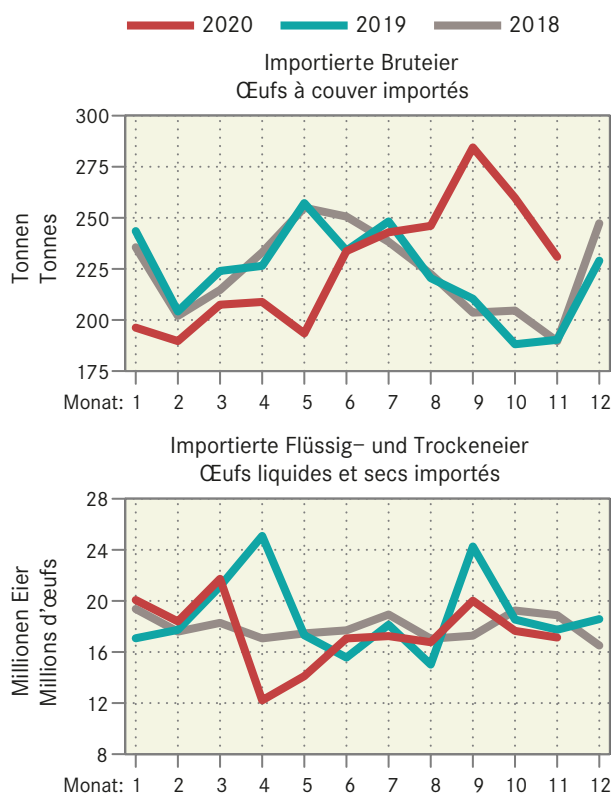 2020 2019 2018
Importierte Bruteier
Œufs à couver importés
Tonnen
Tonnes
300
275
250
225
200
175
Monat: 1 2 3 4 5 6 7 8 9 10 11 12
Importierte Flüssig– und Trockeneier
Œufs liquides et secs importés
Millionen Eier
Millions d'œufs
28
24
20
16
12
8
Monat: 1 2 3 4 5 6 7 8 9 10 11 12